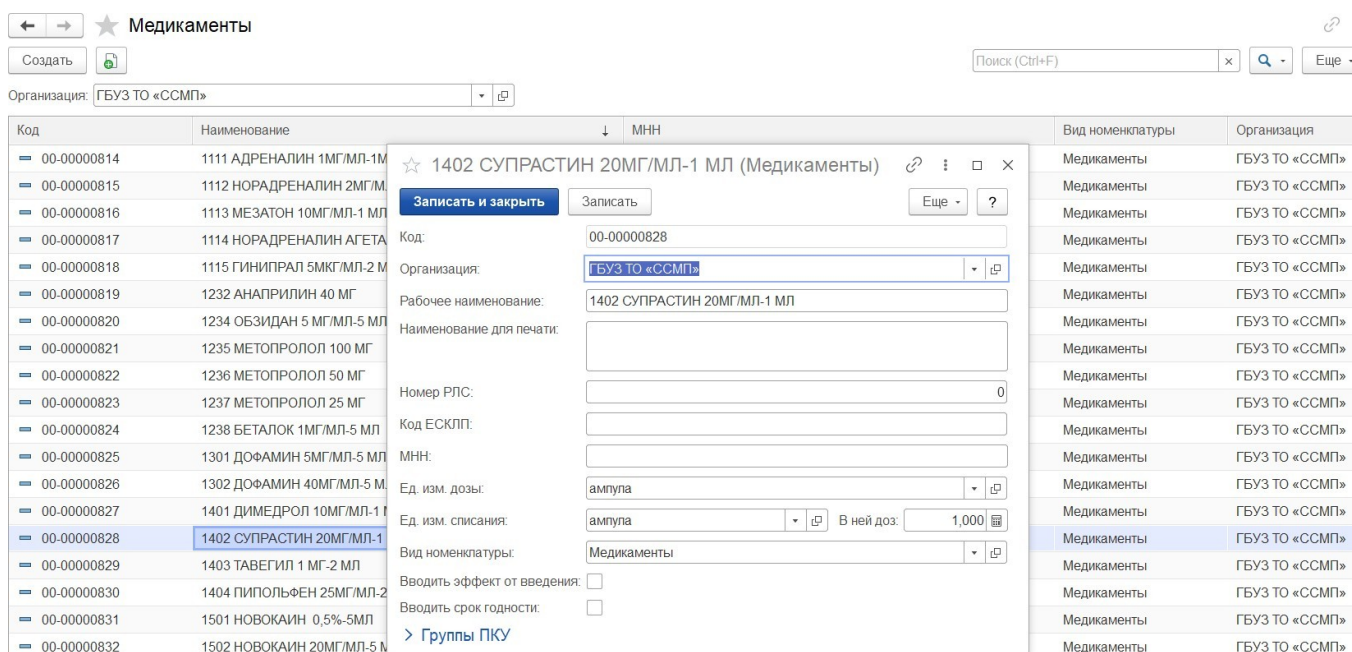 Медикаменты
Создать
Поиск (Ctrl+F)
×
Еще
Организация: ГБУЗ ТО «ССМП»
Код Наименование ↓ МНН Вид номенклатуры Организация
00-00000814 1111 АДРЕНАЛИН 1МГ/МЛ-1М Медикаменты ГБУЗ ТО «ССМП»
00-00000815 1112 НОРАДРЕНАЛИН 2МГ/М Медикаменты ГБУЗ ТО «ССМП»
00-00000816 1113 МЕЗАТОН 10МГ/МЛ-1 МЛ Медикаменты ГБУЗ ТО «ССМП»
00-00000817 1114 НОРАДРЕНАЛИН АГЕТА Медикаменты ГБУЗ ТО «ССМП»
00-00000818 1115 ГИНИПРАЛ 5МКГ/МЛ-2 М Медикаменты ГБУЗ ТО «ССМП»
00-00000819 1232 АНАПРИЛИН 40 МГ Медикаменты ГБУЗ ТО «ССМП»
00-00000820 1234 ОБЗИДАН 5 МГ/МЛ-5 МЛ Медикаменты ГБУЗ ТО «ССМП»
00-00000821 1235 МЕТОПРОЛОЛ 100 МГ Медикаменты ГБУЗ ТО «ССМП»
00-00000822 1236 МЕТОПРОЛОЛ 50 МГ Медикаменты ГБУЗ ТО «ССМП»
00-00000823 1237 МЕТОПРОЛОЛ 25 МГ Медикаменты ГБУЗ ТО «ССМП»
00-00000824 1238 БЕТАЛОК 1МГ/МЛ-5 МЛ Медикаменты ГБУЗ ТО «ССМП»
00-00000825 1301 ДОФАМИН 5МГ/МЛ-5 МЛ Медикаменты ГБУЗ ТО «ССМП»
00-00000826 1302 ДОФАМИН 40МГ/МЛ-5 М Медикаменты ГБУЗ ТО «ССМП»
00-00000827 1401 ДИМЕДРОЛ 10МГ/МЛ-1 Медикаменты ГБУЗ ТО «ССМП»
00-00000828 1402 СУПРАСТИН 20МГ/МЛ-1 Медикаменты ГБУЗ ТО «ССМП»
00-00000829 1403 ТАВЕГИЛ 1 МГ-2 МЛ Медикаменты ГБУЗ ТО «ССМП»
00-00000830 1404 ПИПОЛЬФЕН 25МГ/МЛ-2 Медикаменты ГБУЗ ТО «ССМП»
00-00000831 1501 НОВОКАИН 0,5%-5МЛ Медикаменты ГБУЗ ТО «ССМП»
00-00000832 1502 НОВОКАИН 20МГ/МЛ-5 М Медикаменты ГБУЗ ТО «ССМП»
1402 СУПРАСТИН 20МГ/МЛ-1 МЛ (Медикаменты)
Записать и закрыть Записать Еще ?
Код: 00-00000828
Организация: ГБУЗ ТО «ССМП»
Рабочее наименование: 1402 СУПРАСТИН 20МГ/МЛ-1 МЛ
Наименование для печати:
Номер РЛС: 0
Код ЕСКЛП:
МНН:
Ед. изм. дозы: ампула
Ед. изм. списания: ампула В ней доз: 1,000
Вид номенклатуры: Медикаменты
Вводить эффект от введения:
Вводить срок годности:
Группы ПКУ